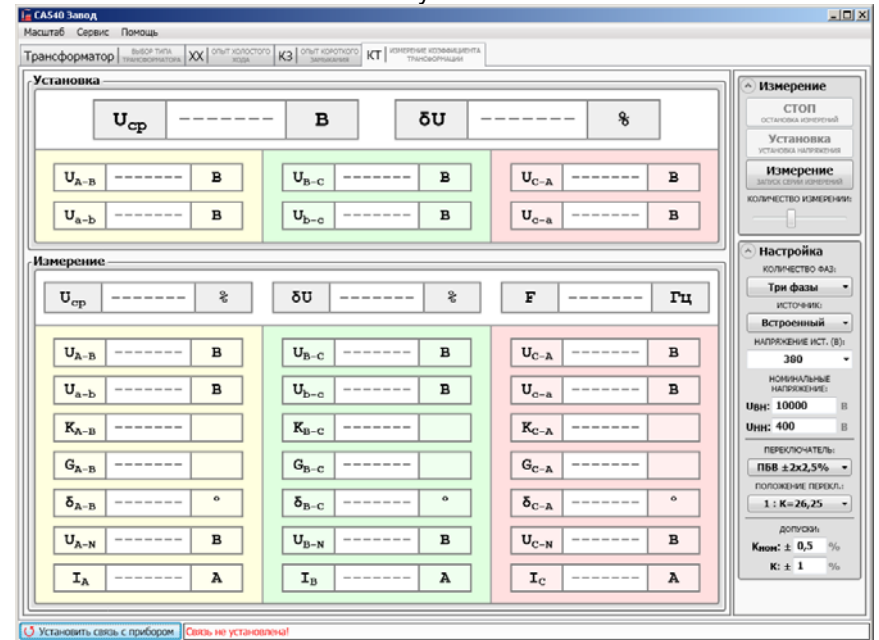 CA540 Завод
Масштаб Сервис Помощь
Трансформатор ВЫБОР ТИПА ТРАНСФОРМАТОРА ХХ ОПЫТ ХОЛОСТОГО ХОДА КЗ ОПЫТ КОРОТКОГО ЗАМЫКАНИЯ КТ ИЗМЕРЕНИЕ КОЭФФИЦИЕНТА ТРАНСФОРМАЦИИ
Установка
Uср ------- В δU ------- %
UA-B ------- В UB-C ------- В UC-A ------- В
Ua-b ------- В Ub-c ------- В Uc-a ------- В
Измерение
Uср ------- % δU ------- % F ------- Гц
UA-B ------- В UB-C ------- В UC-A ------- В
Ua-b ------- В Ub-c ------- В Uc-a ------- В
KA-B ------- KB-C ------- KC-A -------
GA-B ------- GB-C ------- GC-A -------
δA-B ------- ° δB-C ------- ° δC-A ------- °
UA-N ------- В UB-N ------- В UC-N ------- В
IA ------- А IB ------- А IC ------- А
Измерение
СТОП
ОСТАНОВКА ИЗМЕРЕНИЙ
Установка
УСТАНОВКА НАПРЯЖЕНИЯ
Измерение
ЗАПУСК СЕРИИ ИЗМЕРЕНИЙ
КОЛИЧЕСТВО ИЗМЕРЕНИИ:
Настройка
КОЛИЧЕСТВО ФАЗ:
Три фазы
ИСТОЧНИК:
Встроенный
НАПРЯЖЕНИЕ ИСТ. (В):
380
НОМИНАЛЬНЫЕ
НАПРЯЖЕНИЕ:
Uвн: 10000 В
Uнн: 400 В
ПЕРЕКЛЮЧАТЕЛЬ:
ПБВ ±2x2,5%
ПОЛОЖЕНИЕ ПЕРЕКЛ.:
1 : K=26,25
ДОПУСКИ:
Kном: ± 0,5 %
K: ± 1 %
Установить связь с прибором Связь не установлена!